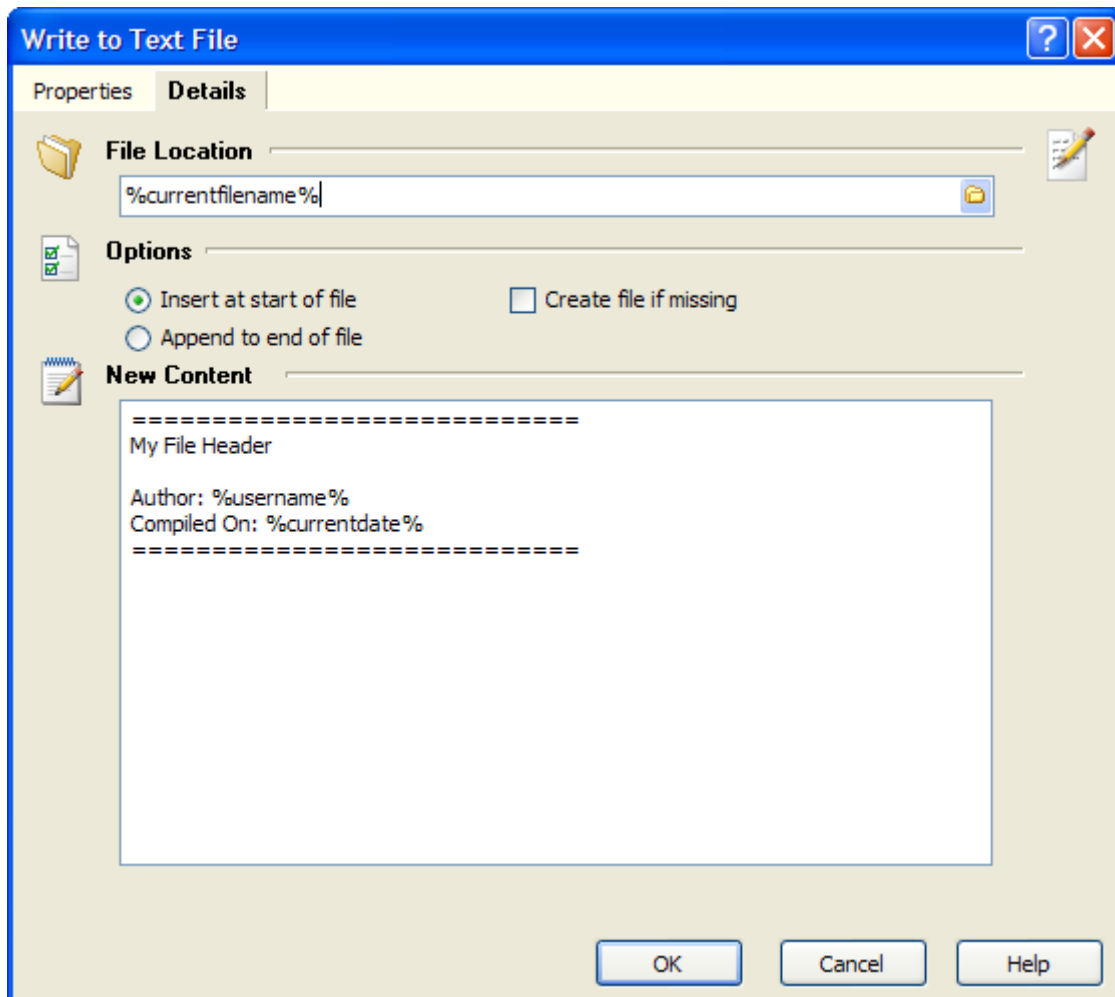 Write to Text File
Properties Details
File Location
%currentfilename%
Options
Insert at start of file Create file if missing
Append to end of file
New Content
============================
My File Header
Author: %username%
Compiled On: %currentdate%
============================
OK Cancel Help